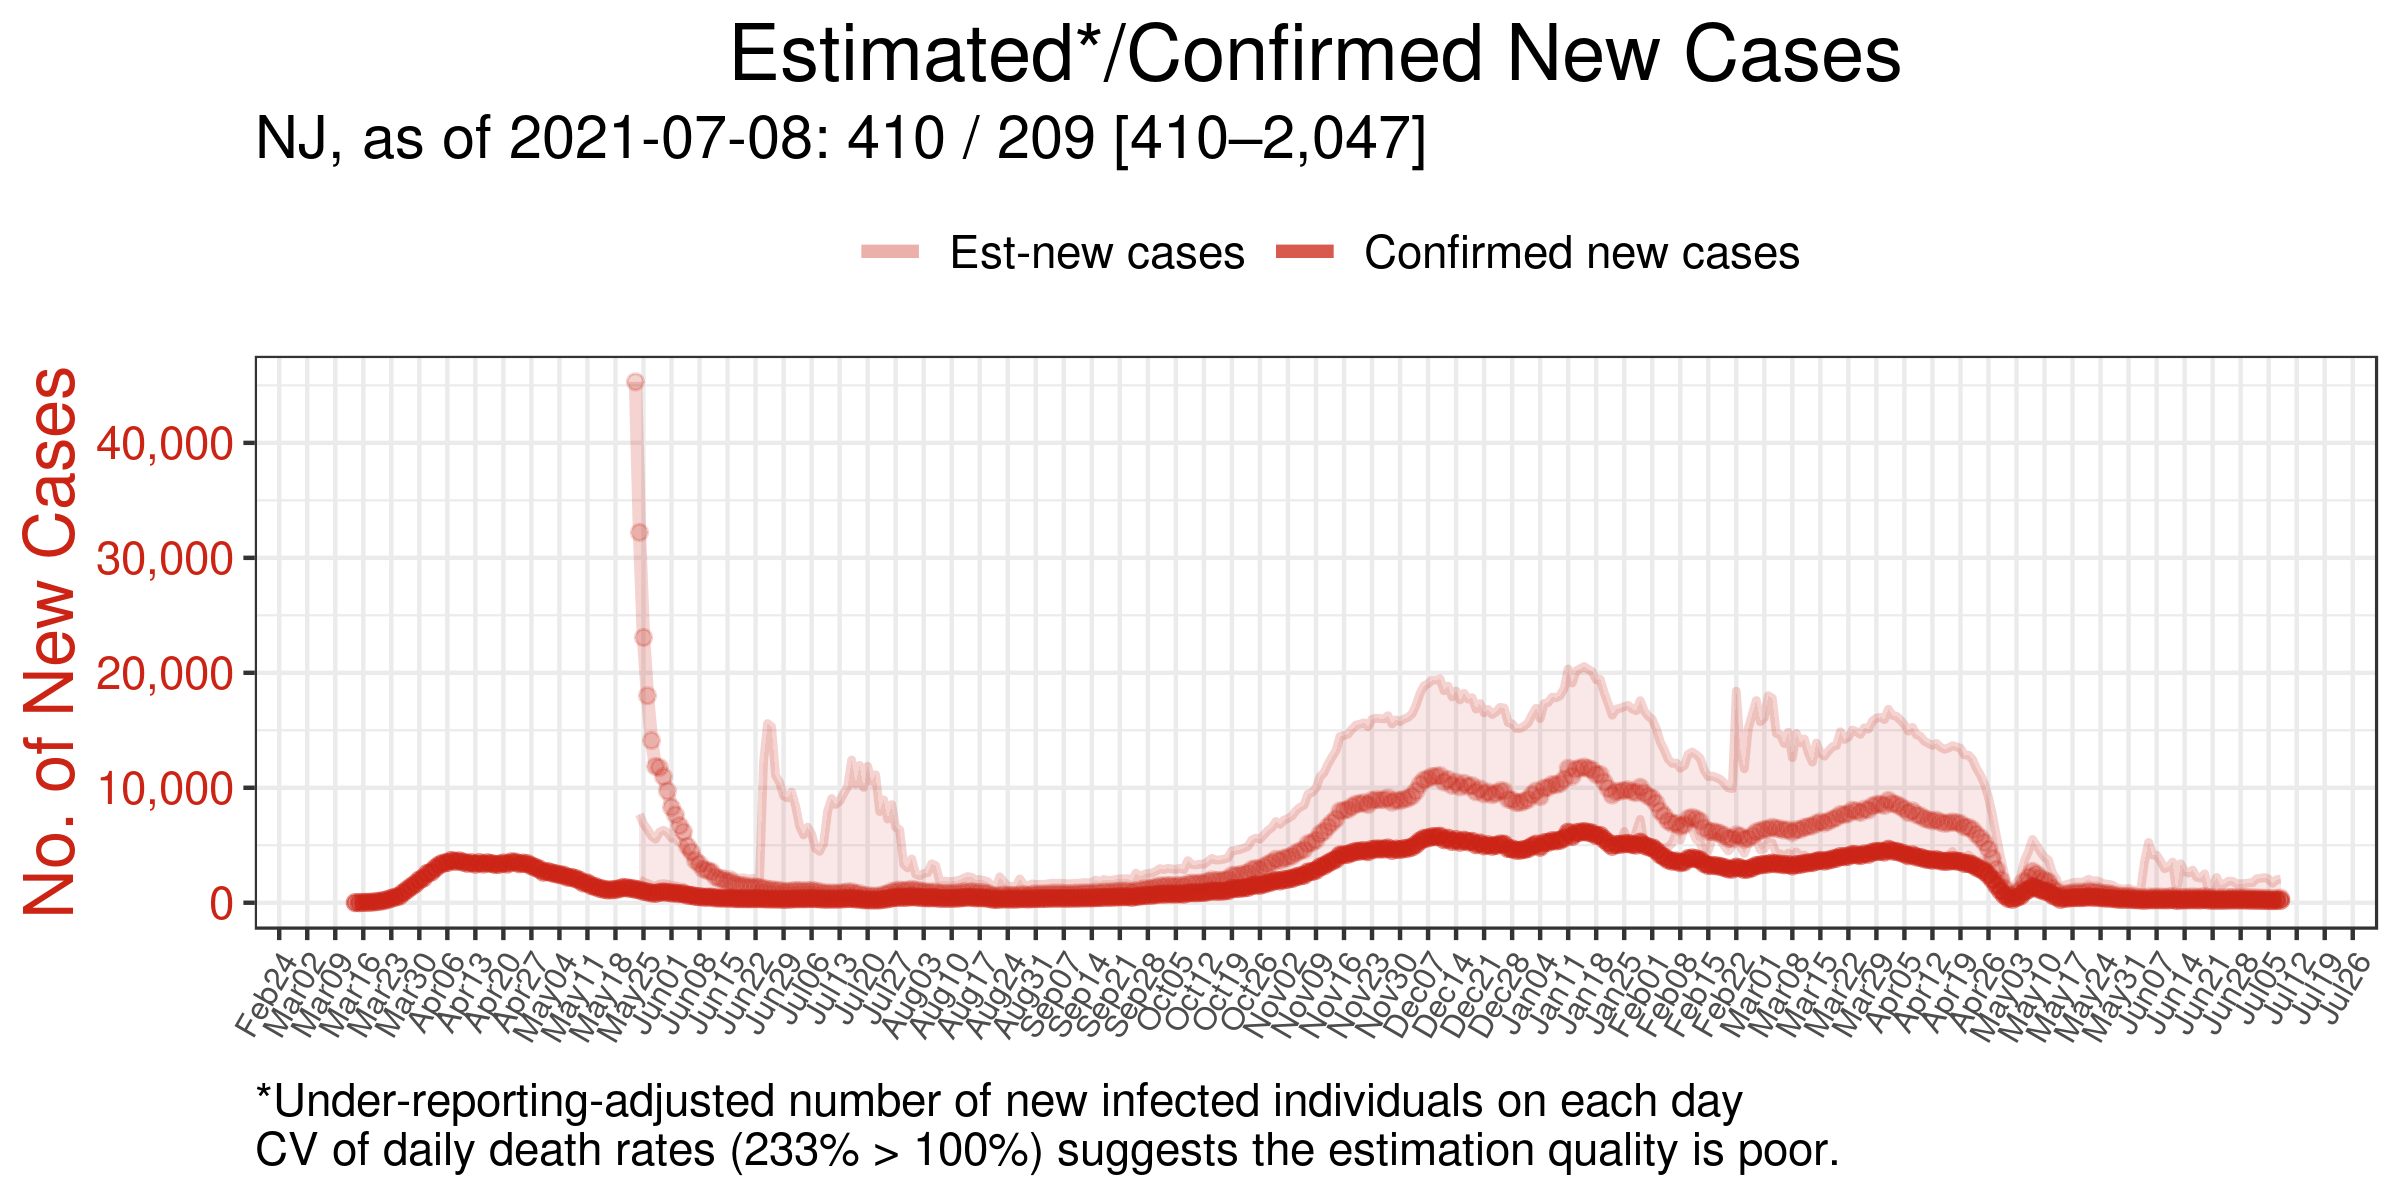 Estimated*/Confirmed New Cases
NJ, as of 2021-07-08: 410 / 209 [410–2,047]
Est-new cases Confirmed new cases
No. of New Cases
40,000
30,000
20,000
10,000
0
Feb24 Mar02 Mar09 Mar16 Mar23 Mar30 Apr06 Apr13 Apr20 Apr27 May04 May11 May18 May25 Jun01 Jun08 Jun15 Jun22 Jun29 Jul06 Jul13 Jul20 Jul27 Aug03 Aug10 Aug17 Aug24 Aug31 Sep07 Sep14 Sep21 Sep28 Oct05 Oct12 Oct19 Oct26 Nov02 Nov09 Nov16 Nov23 Nov30 Dec07 Dec14 Dec21 Dec28 Jan04 Jan11 Jan18 Jan25 Feb01 Feb08 Feb15 Feb22 Mar01 Mar08 Mar15 Mar22 Mar29 Apr05 Apr12 Apr19 Apr26 May03 May10 May17 May24 May31 Jun07 Jun14 Jun21 Jun28 Jul05 Jul12 Jul19 Jul26
*Under-reporting-adjusted number of new infected individuals on each day
CV of daily death rates (233% > 100%) suggests the estimation quality is poor.